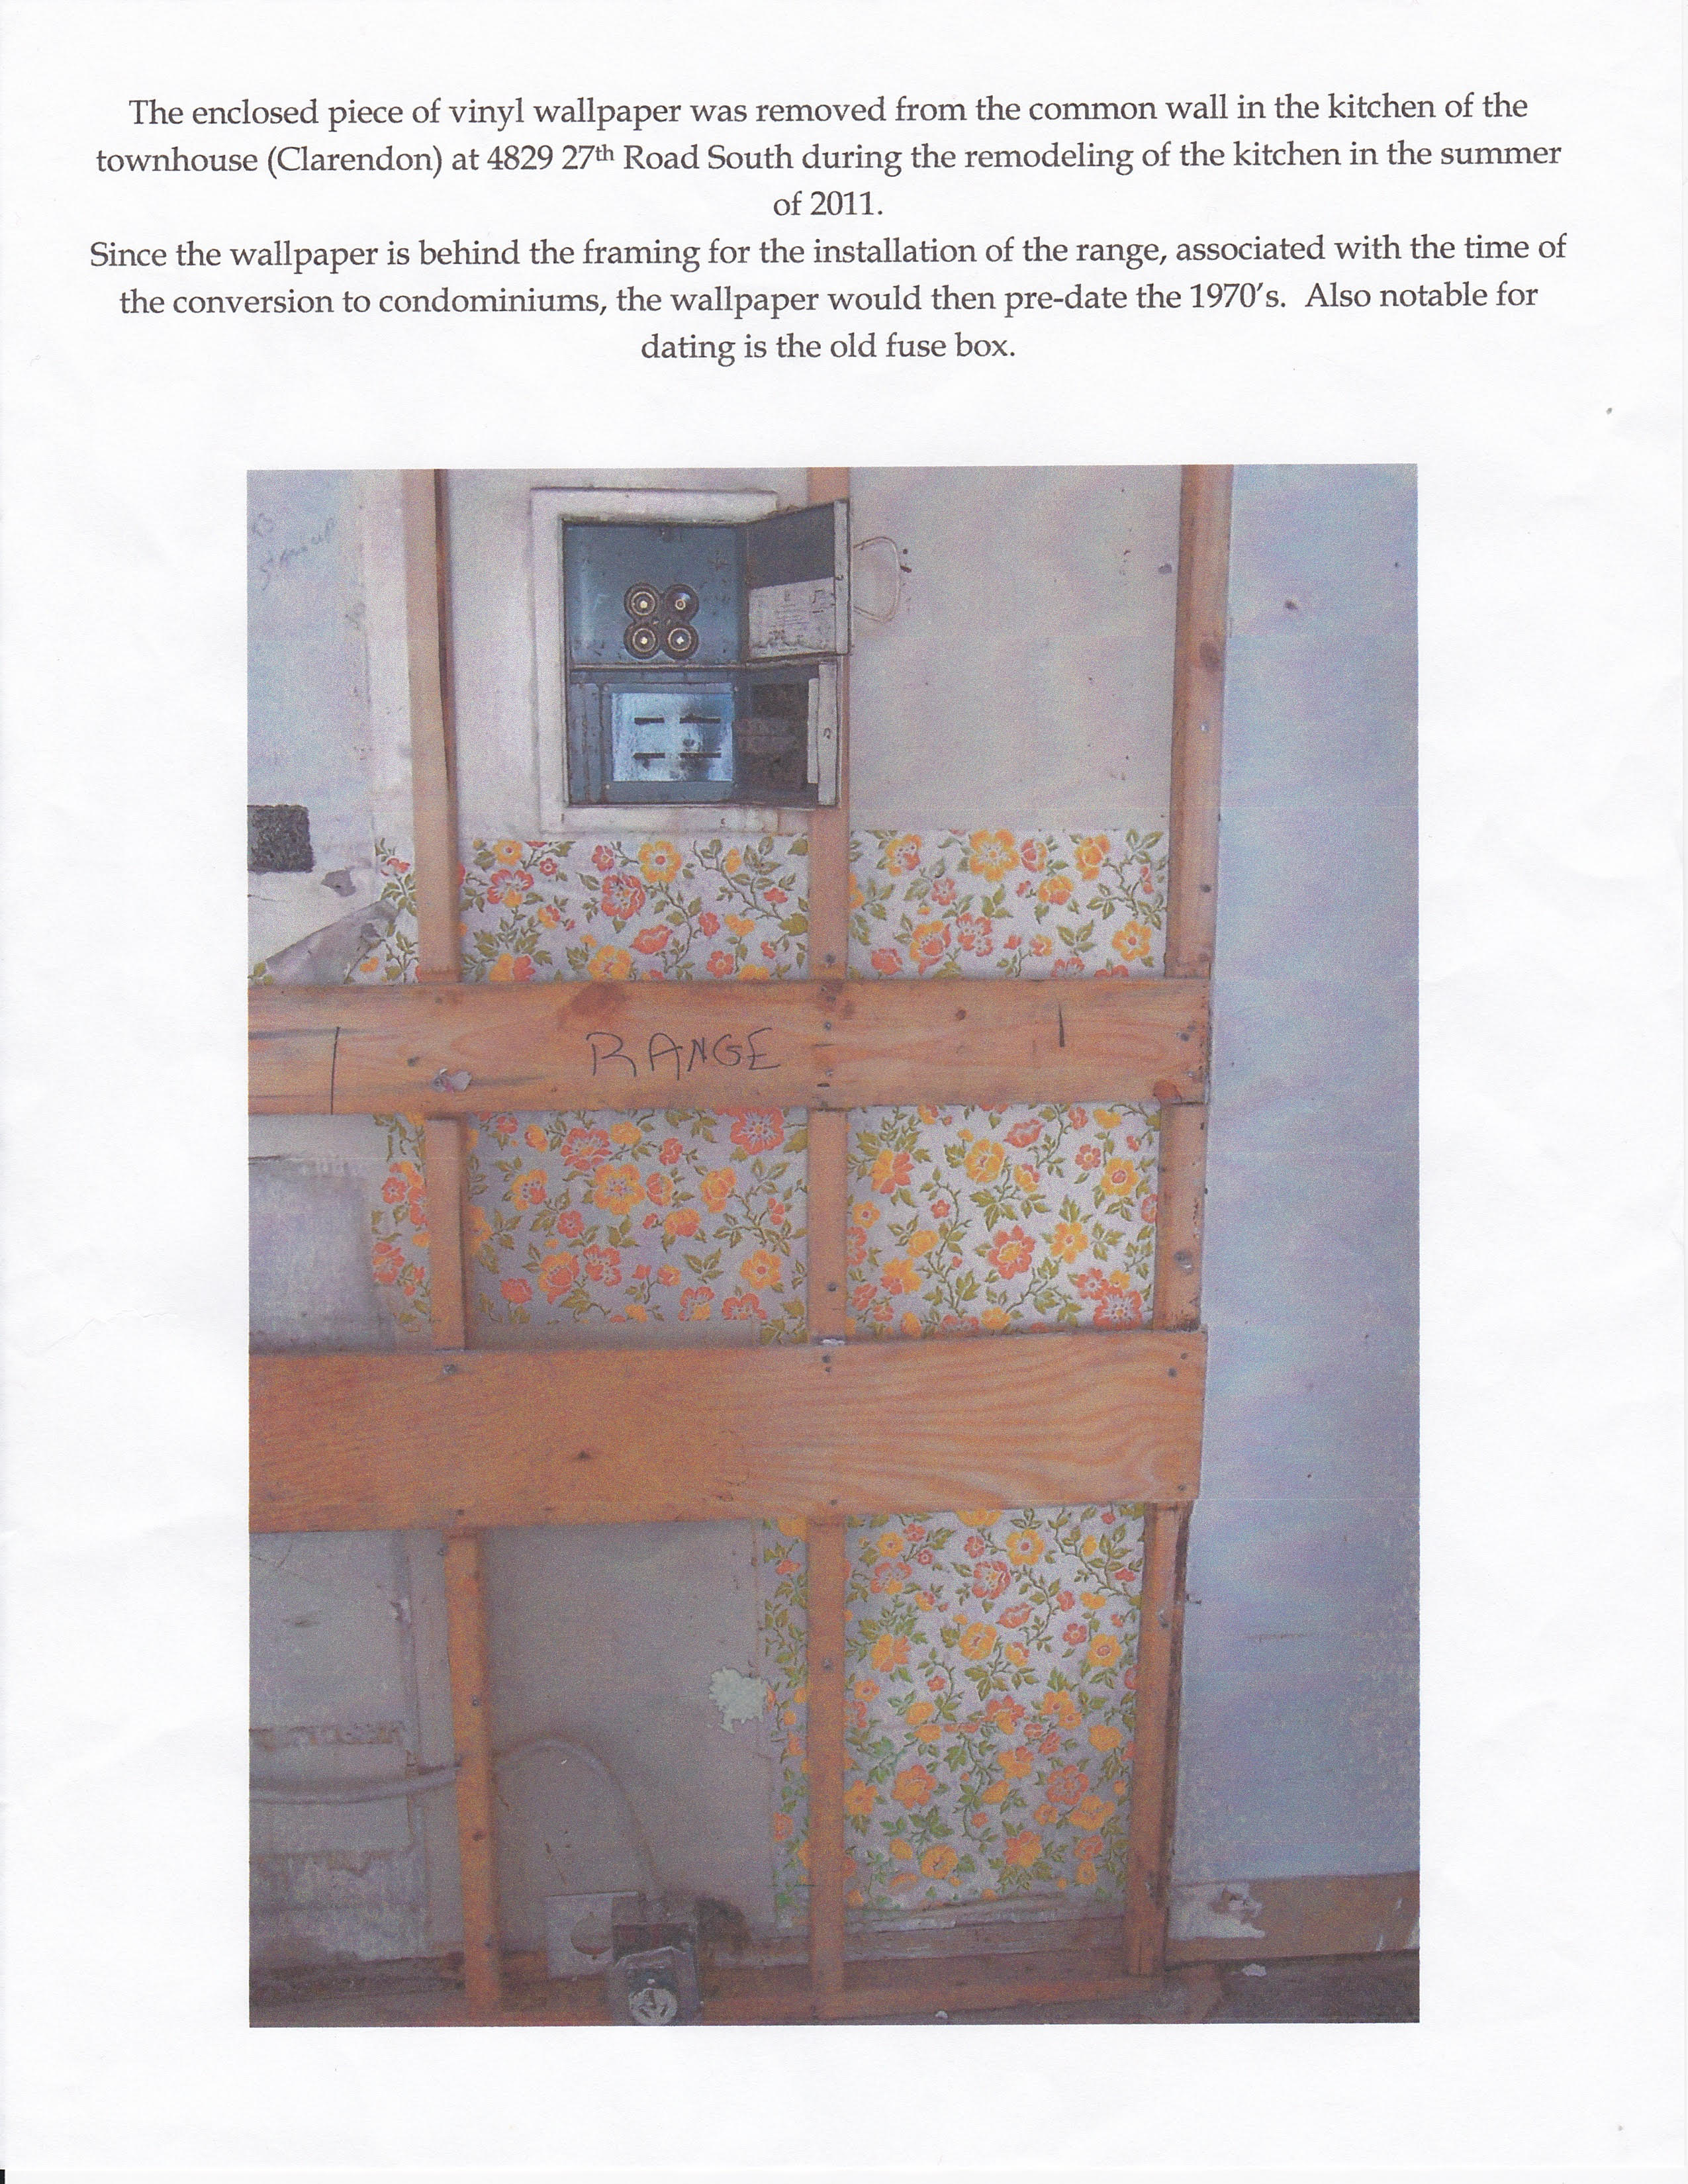 The enclosed piece of vinyl wallpaper was removed from the common wall in the kitchen of the
townhouse (Clarendon) at 4829 27th Road South during the remodeling of the kitchen in the summer
of 2011.
Since the wallpaper is behind the framing for the installation of the range, associated with the time of
the conversion to condominiums, the wallpaper would then pre-date the 1970's.  Also notable for
dating is the old fuse box.
RANGE